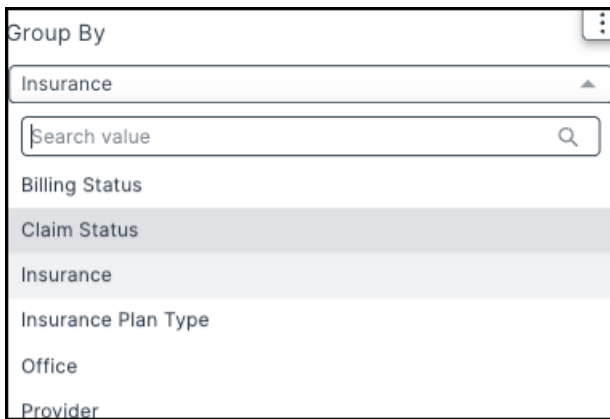 Group By
Insurance
Search value
Billing Status
Claim Status
Insurance
Insurance Plan Type
Office
Provider